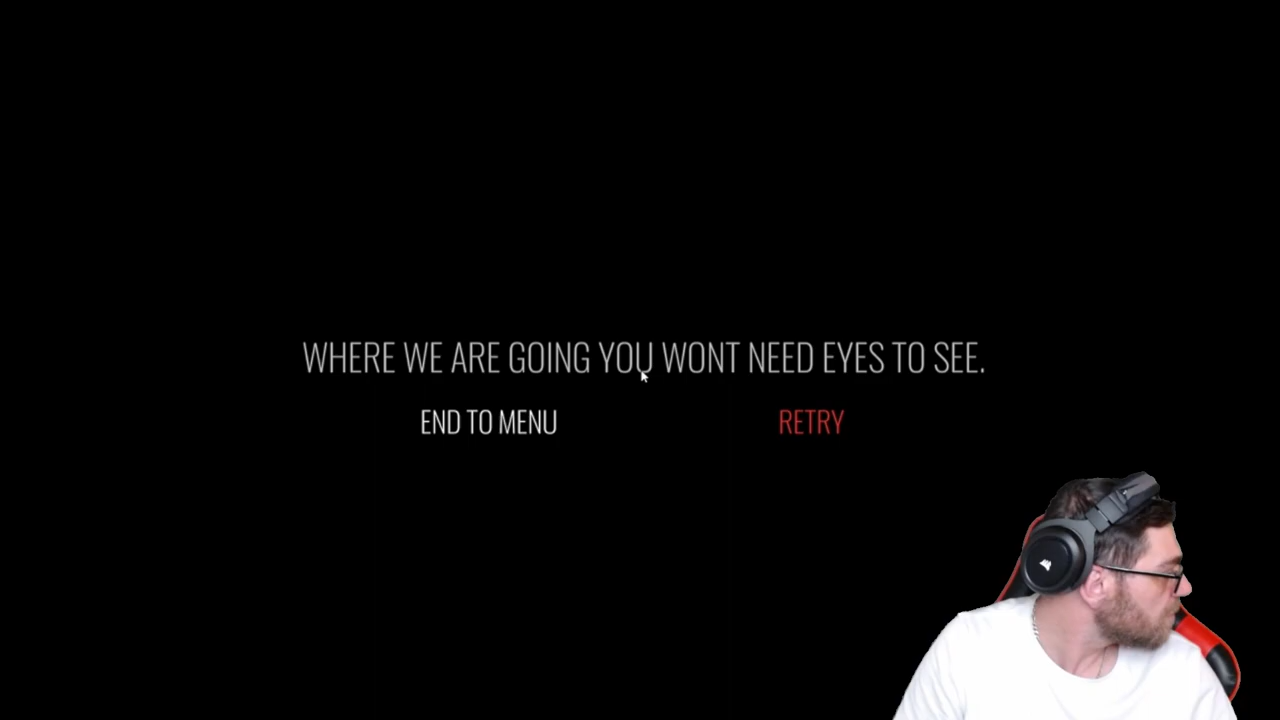 WHERE WE ARE GOING YOU WONT NEED EYES TO SEE.
END TO MENU
RETRY